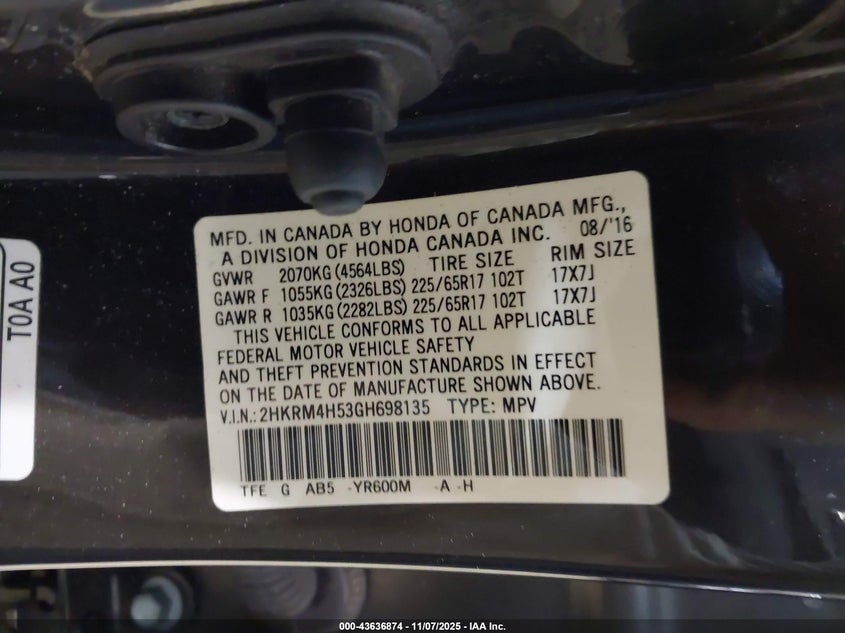 MFD. IN CANADA BY HONDA OF CANADA MFG.,
A DIVISION OF HONDA CANADA INC. 08/'16
GVWR 2070KG (4564LBS) TIRE SIZE RIM SIZE
GAWR F 1055KG (2326LBS) 225/65R17 102T 17X7J
GAWR R 1035KG (2282LBS) 225/65R17 102T 17X7J
THIS VEHICLE CONFORMS TO ALL APPLICABLE
FEDERAL MOTOR VEHICLE SAFETY
AND THEFT PREVENTION STANDARDS IN EFFECT
ON THE DATE OF MANUFACTURE SHOWN ABOVE.
V.I.N.: 2HKRM4H53GH698135 TYPE: MPV
TFE G AB5 -YR600M -A -H
T0A A0
000-43636874 - 11/07/2025 - IAA Inc.